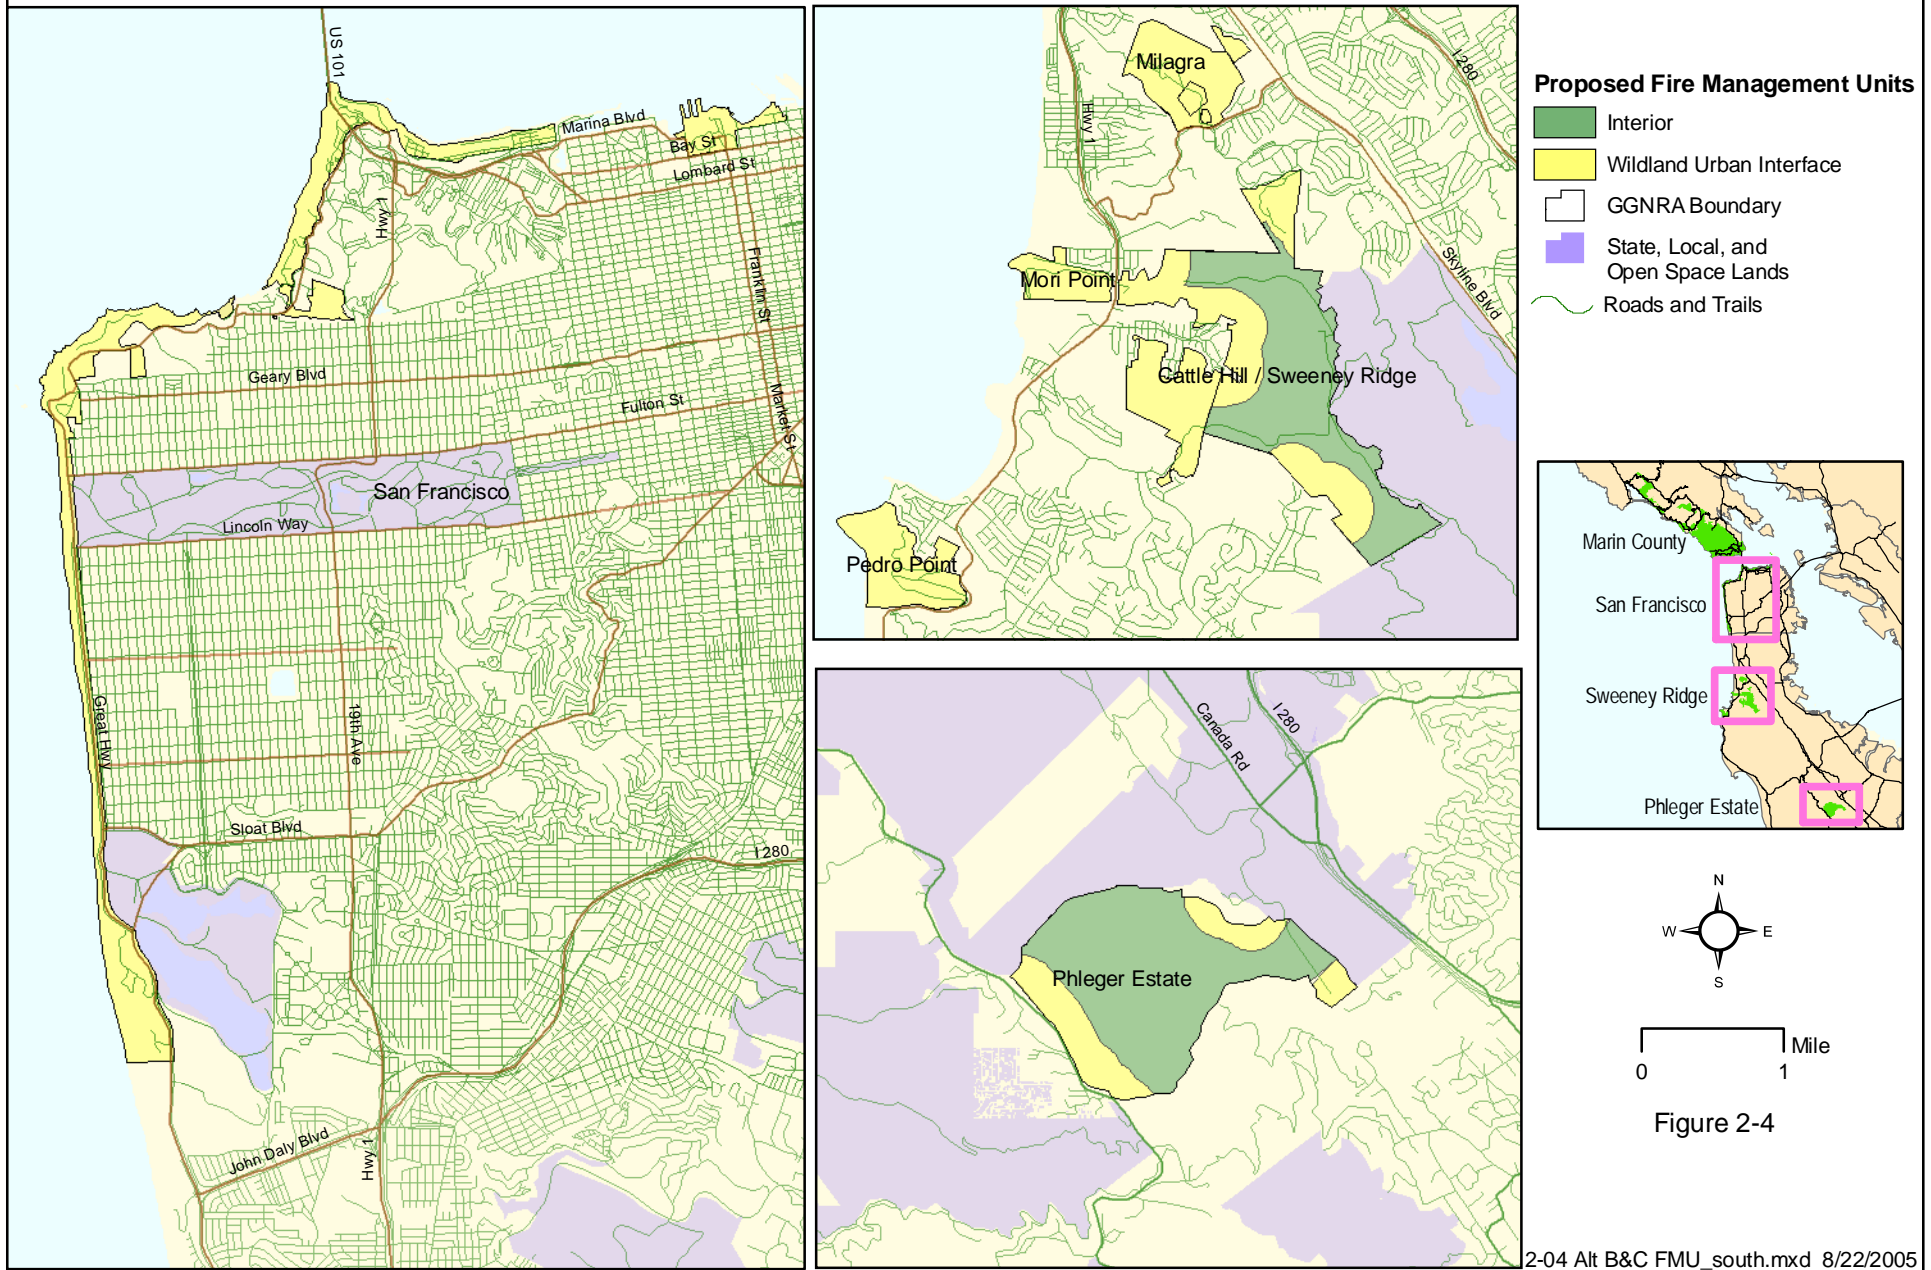 US 101
Marina Blvd
Bay St
Lombard St
Hwy 1
Franklin St
Geary Blvd
Fulton St
Market St
San Francisco
Lincoln Way
Great Hwy
19th Ave
Sloat Blvd
I 280
John Daly Blvd
Hwy 1
Milagra
I 280
Hwy 1
Skyline Blvd
Mori Point
Cattle Hill / Sweeney Ridge
Pedro Point
Canada Rd
I 280
Phleger Estate
Proposed Fire Management Units
Interior
Wildland Urban Interface
GGNRA Boundary
State, Local, and
Open Space Lands
Roads and Trails
Marin County
San Francisco
Sweeney Ridge
Phleger Estate
N
W E
S
Mile
0 1
Figure 2-4
2-04 Alt B&C FMU_south.mxd 8/22/2005